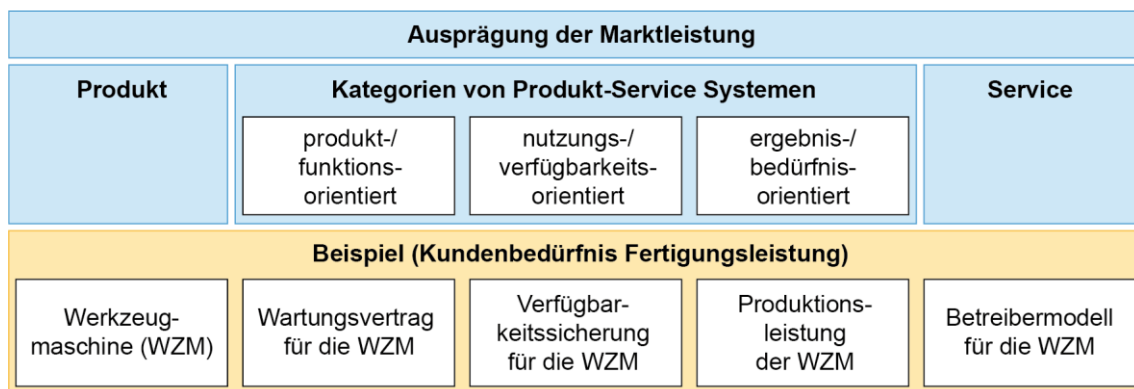 Ausprägung der Marktleistung
Produkt
Kategorien von Produkt-Service Systemen
Service
produkt-/
funktions-
orientiert
nutzungs-/
verfügbarkeits-
orientiert
ergebnis-/
bedürfnis-
orientiert
Beispiel (Kundenbedürfnis Fertigungsleistung)
Werkzeug-
maschine (WZM)
Wartungsvertrag
für die WZM
Verfügbar-
keitssicherung
für die WZM
Produktions-
leistung
der WZM
Betreibermodell
für die WZM